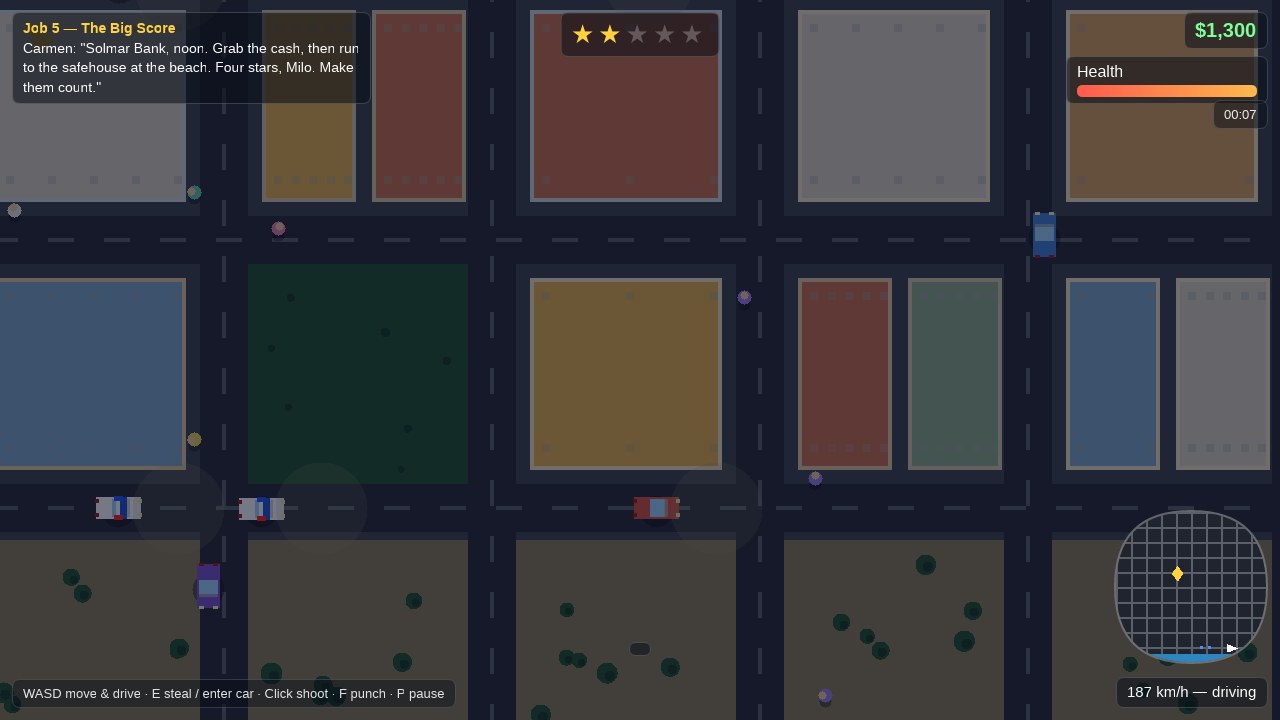 Job 5 — The Big Score
Carmen: "Solmar Bank, noon. Grab the cash, then run
to the safehouse at the beach. Four stars, Milo. Make
them count."
$1,300
Health
00:07
WASD move & drive · E steal / enter car · Click shoot · F punch · P pause
187 km/h — driving